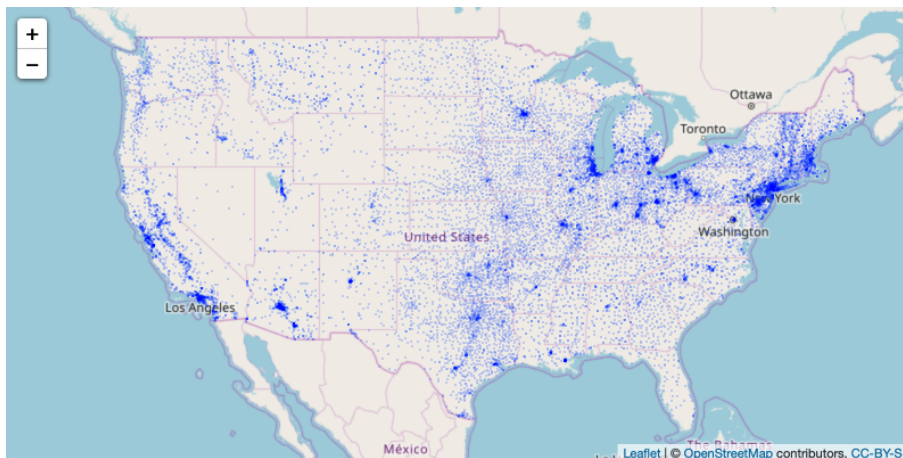 +
−
Ottawa
Toronto
New York
Washington
United States
Los Angeles
México
The Bahamas
Leaflet | © OpenStreetMap contributors, CC-BY-S